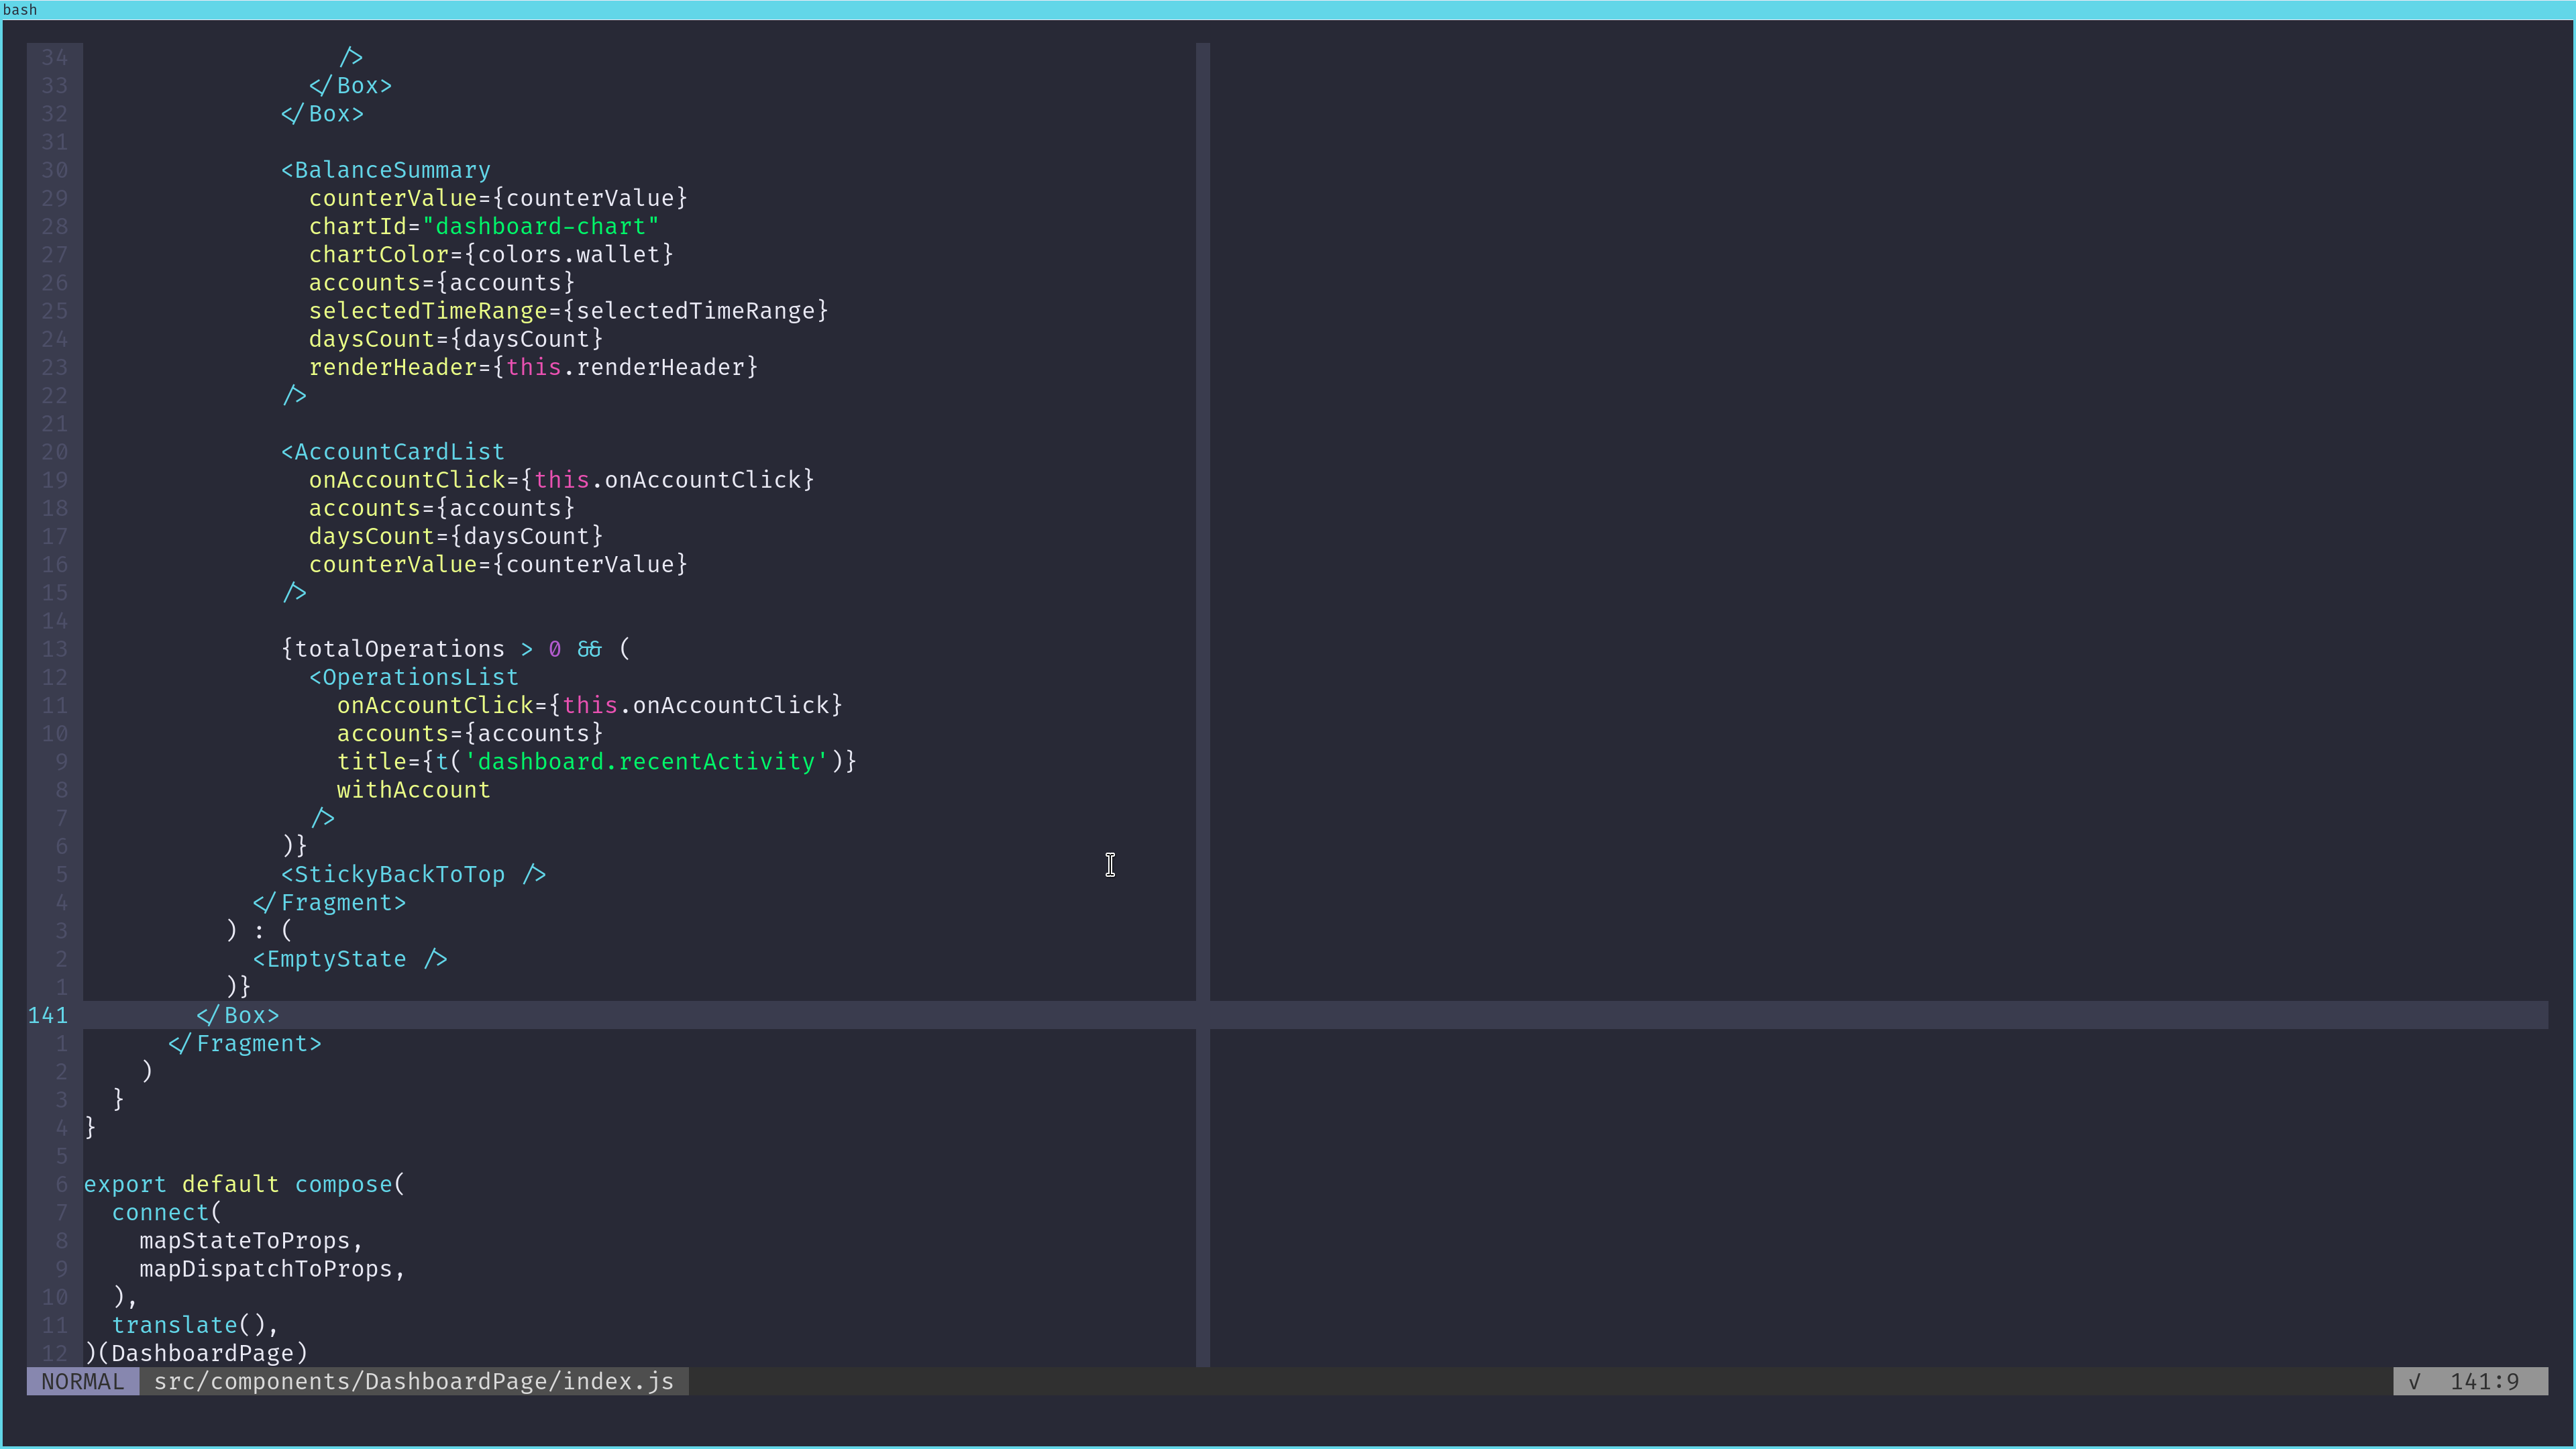 bash
34                   />
33                 </Box>
32               </Box>
31
30               <BalanceSummary
29                 counterValue={counterValue}
28                 chartId="dashboard-chart"
27                 chartColor={colors.wallet}
26                 accounts={accounts}
25                 selectedTimeRange={selectedTimeRange}
24                 daysCount={daysCount}
23                 renderHeader={this.renderHeader}
22               />
21
20               <AccountCardList
19                 onAccountClick={this.onAccountClick}
18                 accounts={accounts}
17                 daysCount={daysCount}
16                 counterValue={counterValue}
15               />
14
13               {totalOperations > 0 && (
12                 <OperationsList
11                   onAccountClick={this.onAccountClick}
10                   accounts={accounts}
9                   title={t('dashboard.recentActivity')}
8                   withAccount
7                 />
6               )}
5               <StickyBackToTop />
4             </Fragment>
3           ) : (
2             <EmptyState />
1           )}
141         </Box>
1       </Fragment>
2     )
3   }
4 }
5
6 export default compose(
7   connect(
8     mapStateToProps,
9     mapDispatchToProps,
10   ),
11   translate(),
12 )(DashboardPage)
NORMAL src/components/DashboardPage/index.js √ 141:9